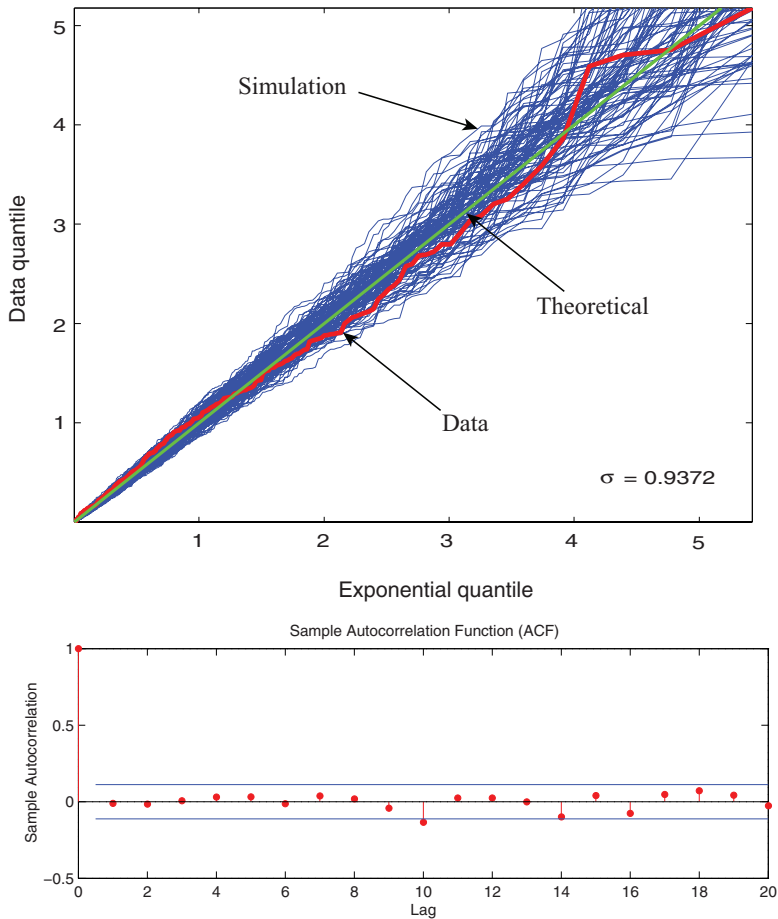 5
4
3
2
1
Data quantile
Simulation
Theoretical
Data
σ = 0.9372
1 2 3 4 5
Exponential quantile
Sample Autocorrelation Function (ACF)
1
0.5
0
−0.5
Sample Autocorrelation
0 2 4 6 8 10 12 14 16 18 20
Lag